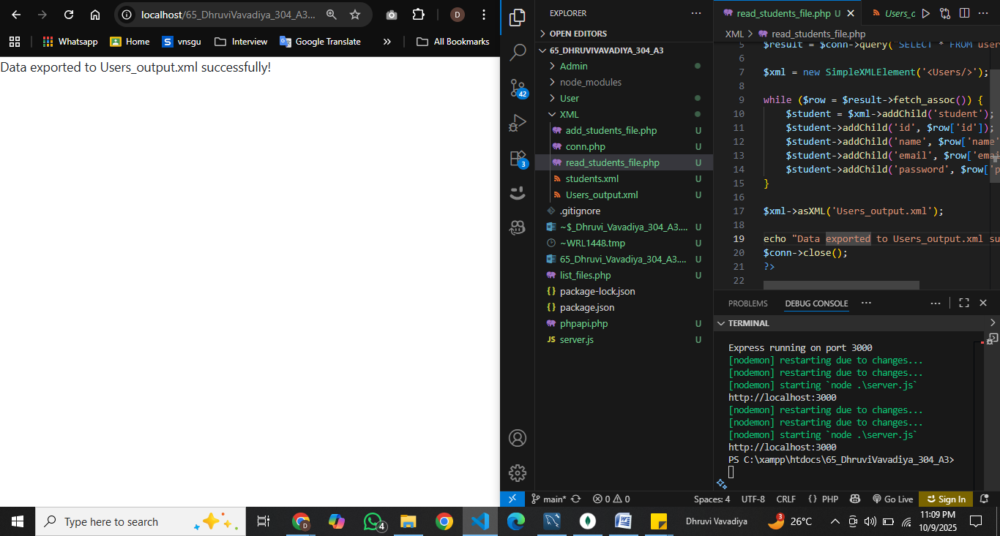 localhost/65_DhruviVavadiya_304_A3...
D
Whatsapp
Home
S vnsgu
Interview
Google Translate
»
All Bookmarks
Data exported to Users_output.xml successfully!
42
3
EXPLORER
OPEN EDITORS
65_DHRUVIVAVADIYA_304_A3
Admin
node_modules
User
XML
add_students_file.php U
conn.php U
read_students_file.php U
students.xml U
Users_output.xml U
.gitignore
~$_Dhruvi_Vavadiya_304_A3.... U
~WRL1448.tmp U
65_Dhruvi_Vavadiya_304_A3.... U
list_files.php U
{} package-lock.json
{} package.json
phpapi.php U
JS server.js U
read_students_file.php U
Users_c
XML > read_students_file.php
5 $result = $conn->query("SELECT * FROM user
6
7 $xml = new SimpleXMLElement('<Users/>');
8
9 while ($row = $result->fetch_assoc()) {
10 $student = $xml->addChild('student');
11 $student->addChild('id', $row['id']);
12 $student->addChild('name', $row['name'
13 $student->addChild('email', $row['emai
14 $student->addChild('password', $row['p
15 }
16
17 $xml->asXML('Users_output.xml');
18
19 echo "Data exported to Users_output.xml su
20 $conn->close();
21 ?>
22
PROBLEMS
DEBUG CONSOLE
TERMINAL
Express running on port 3000
[nodemon] restarting due to changes...
[nodemon] restarting due to changes...
[nodemon] starting `node .\server.js`
http://localhost:3000
[nodemon] restarting due to changes...
[nodemon] restarting due to changes...
[nodemon] starting `node .\server.js`
http://localhost:3000
PS C:\xampp\htdocs\65_DhruviVavadiya_304_A3>
main*
0 0
Spaces: 4
UTF-8
CRLF
{} PHP
Go Live
Sign In
Type here to search
D
4
Dhruvi Vavadiya
3
26°C
11:09 PM
10/9/2025